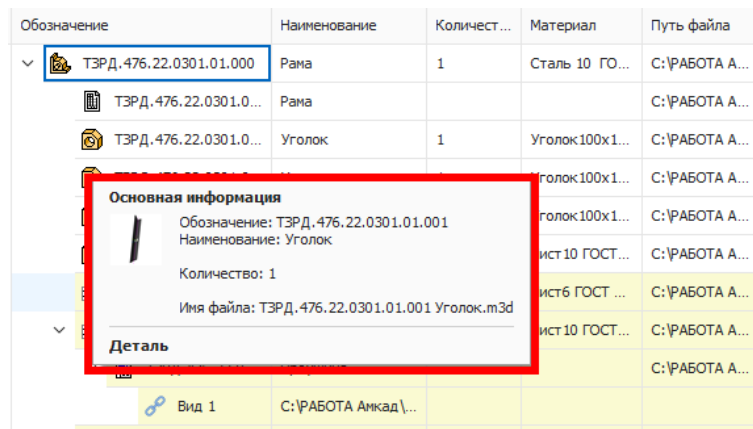 Обозначение Наименование Количест... Материал Путь файла
ТЗРД.476.22.0301.01.000 Рама 1 Сталь 10 ГО... C:\РАБОТА А...
ТЗРД.476.22.0301.0... Рама C:\РАБОТА А...
ТЗРД.476.22.0301.0... Уголок 1 Уголок100x1... C:\РАБОТА А...
голок100x1... C:\РАБОТА А...
Основная информация
Обозначение: ТЗРД.476.22.0301.01.001
голок100x1... C:\РАБОТА А...
Наименование: Уголок
ист10 ГОСТ... C:\РАБОТА А...
Количество: 1
ист6 ГОСТ ... C:\РАБОТА А...
Имя файла: ТЗРД.476.22.0301.01.001 Уголок.m3d
ист10 ГОСТ... C:\РАБОТА А...
Деталь
C:\РАБОТА А...
Вид 1 C:\РАБОТА Амкад\...